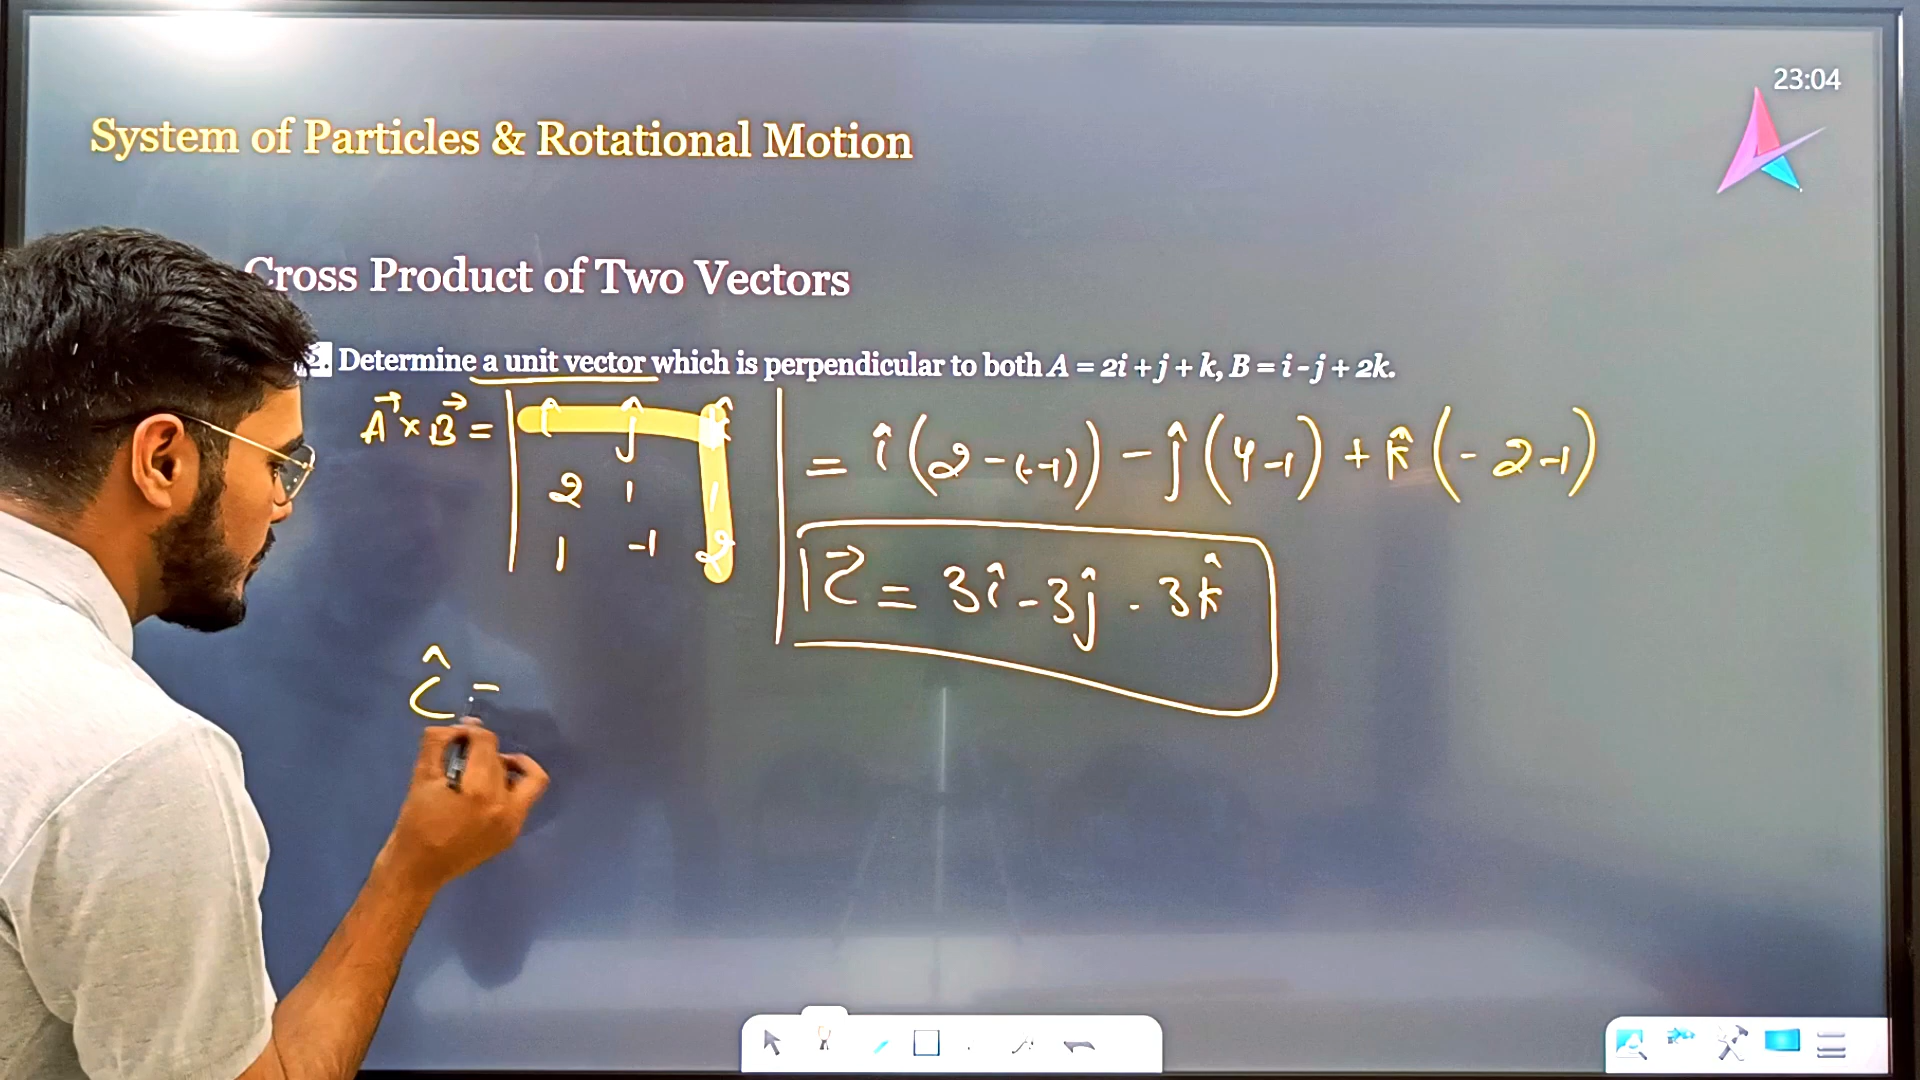 23:04
System of Particles & Rotational Motion
Cross Product of Two Vectors
Determine a unit vector which is perpendicular to both A = 2i + j + k, B = i - j + 2k.
A⃗ × B⃗ = | î ĵ k̂ | = î (2-(-1)) - ĵ (4-1) + k̂ (-2-1)
2 1 1
1 -1 2
C⃗ = 3î - 3ĵ - 3k̂
ĉ =